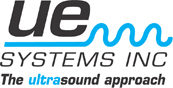 ue
SYSTEMS INC
The ultrasound approach